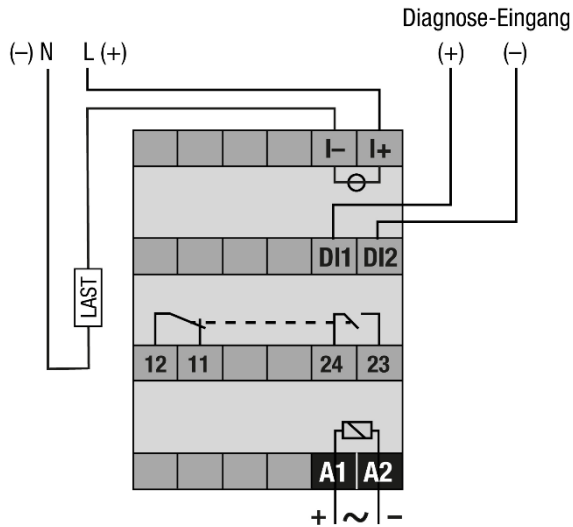 Diagnose-Eingang
(–) N L (+) (+) (–)
I– I+
DI1 DI2
LAST
12 11 24 23
A1 A2
+ ~ –